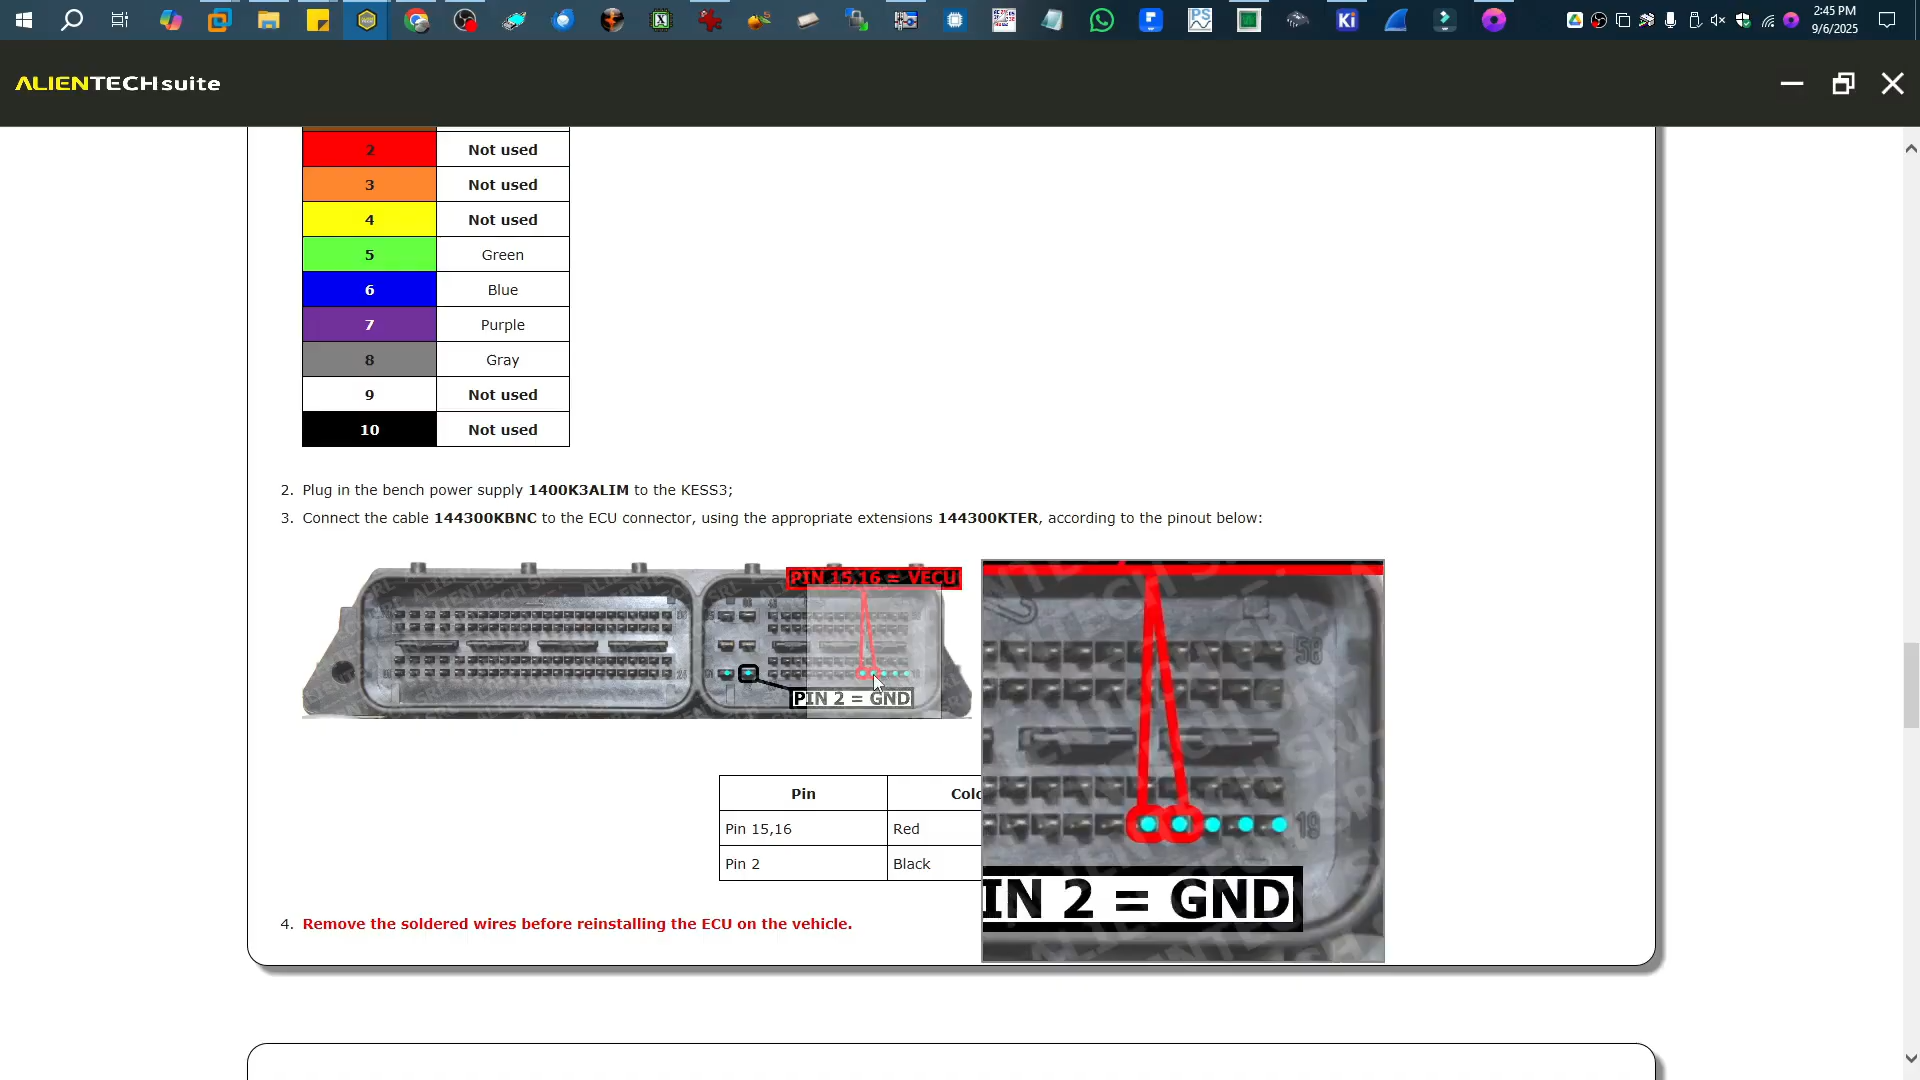 2:45 PM
9/6/2025
ALIENTECH suite
2 Not used
3 Not used
4 Not used
5 Green
6 Blue
7 Purple
8 Gray
9 Not used
10 Not used
2. Plug in the bench power supply 1400K3ALIM to the KESS3;
3. Connect the cable 144300KBNC to the ECU connector, using the appropriate extensions 144300KTER, according to the pinout below:
PIN 15,16 = VECU
PIN 2 = GND
58
19
IN 2 = GND
Pin Colo
Pin 15,16 Red
Pin 2 Black
4. Remove the soldered wires before reinstalling the ECU on the vehicle.